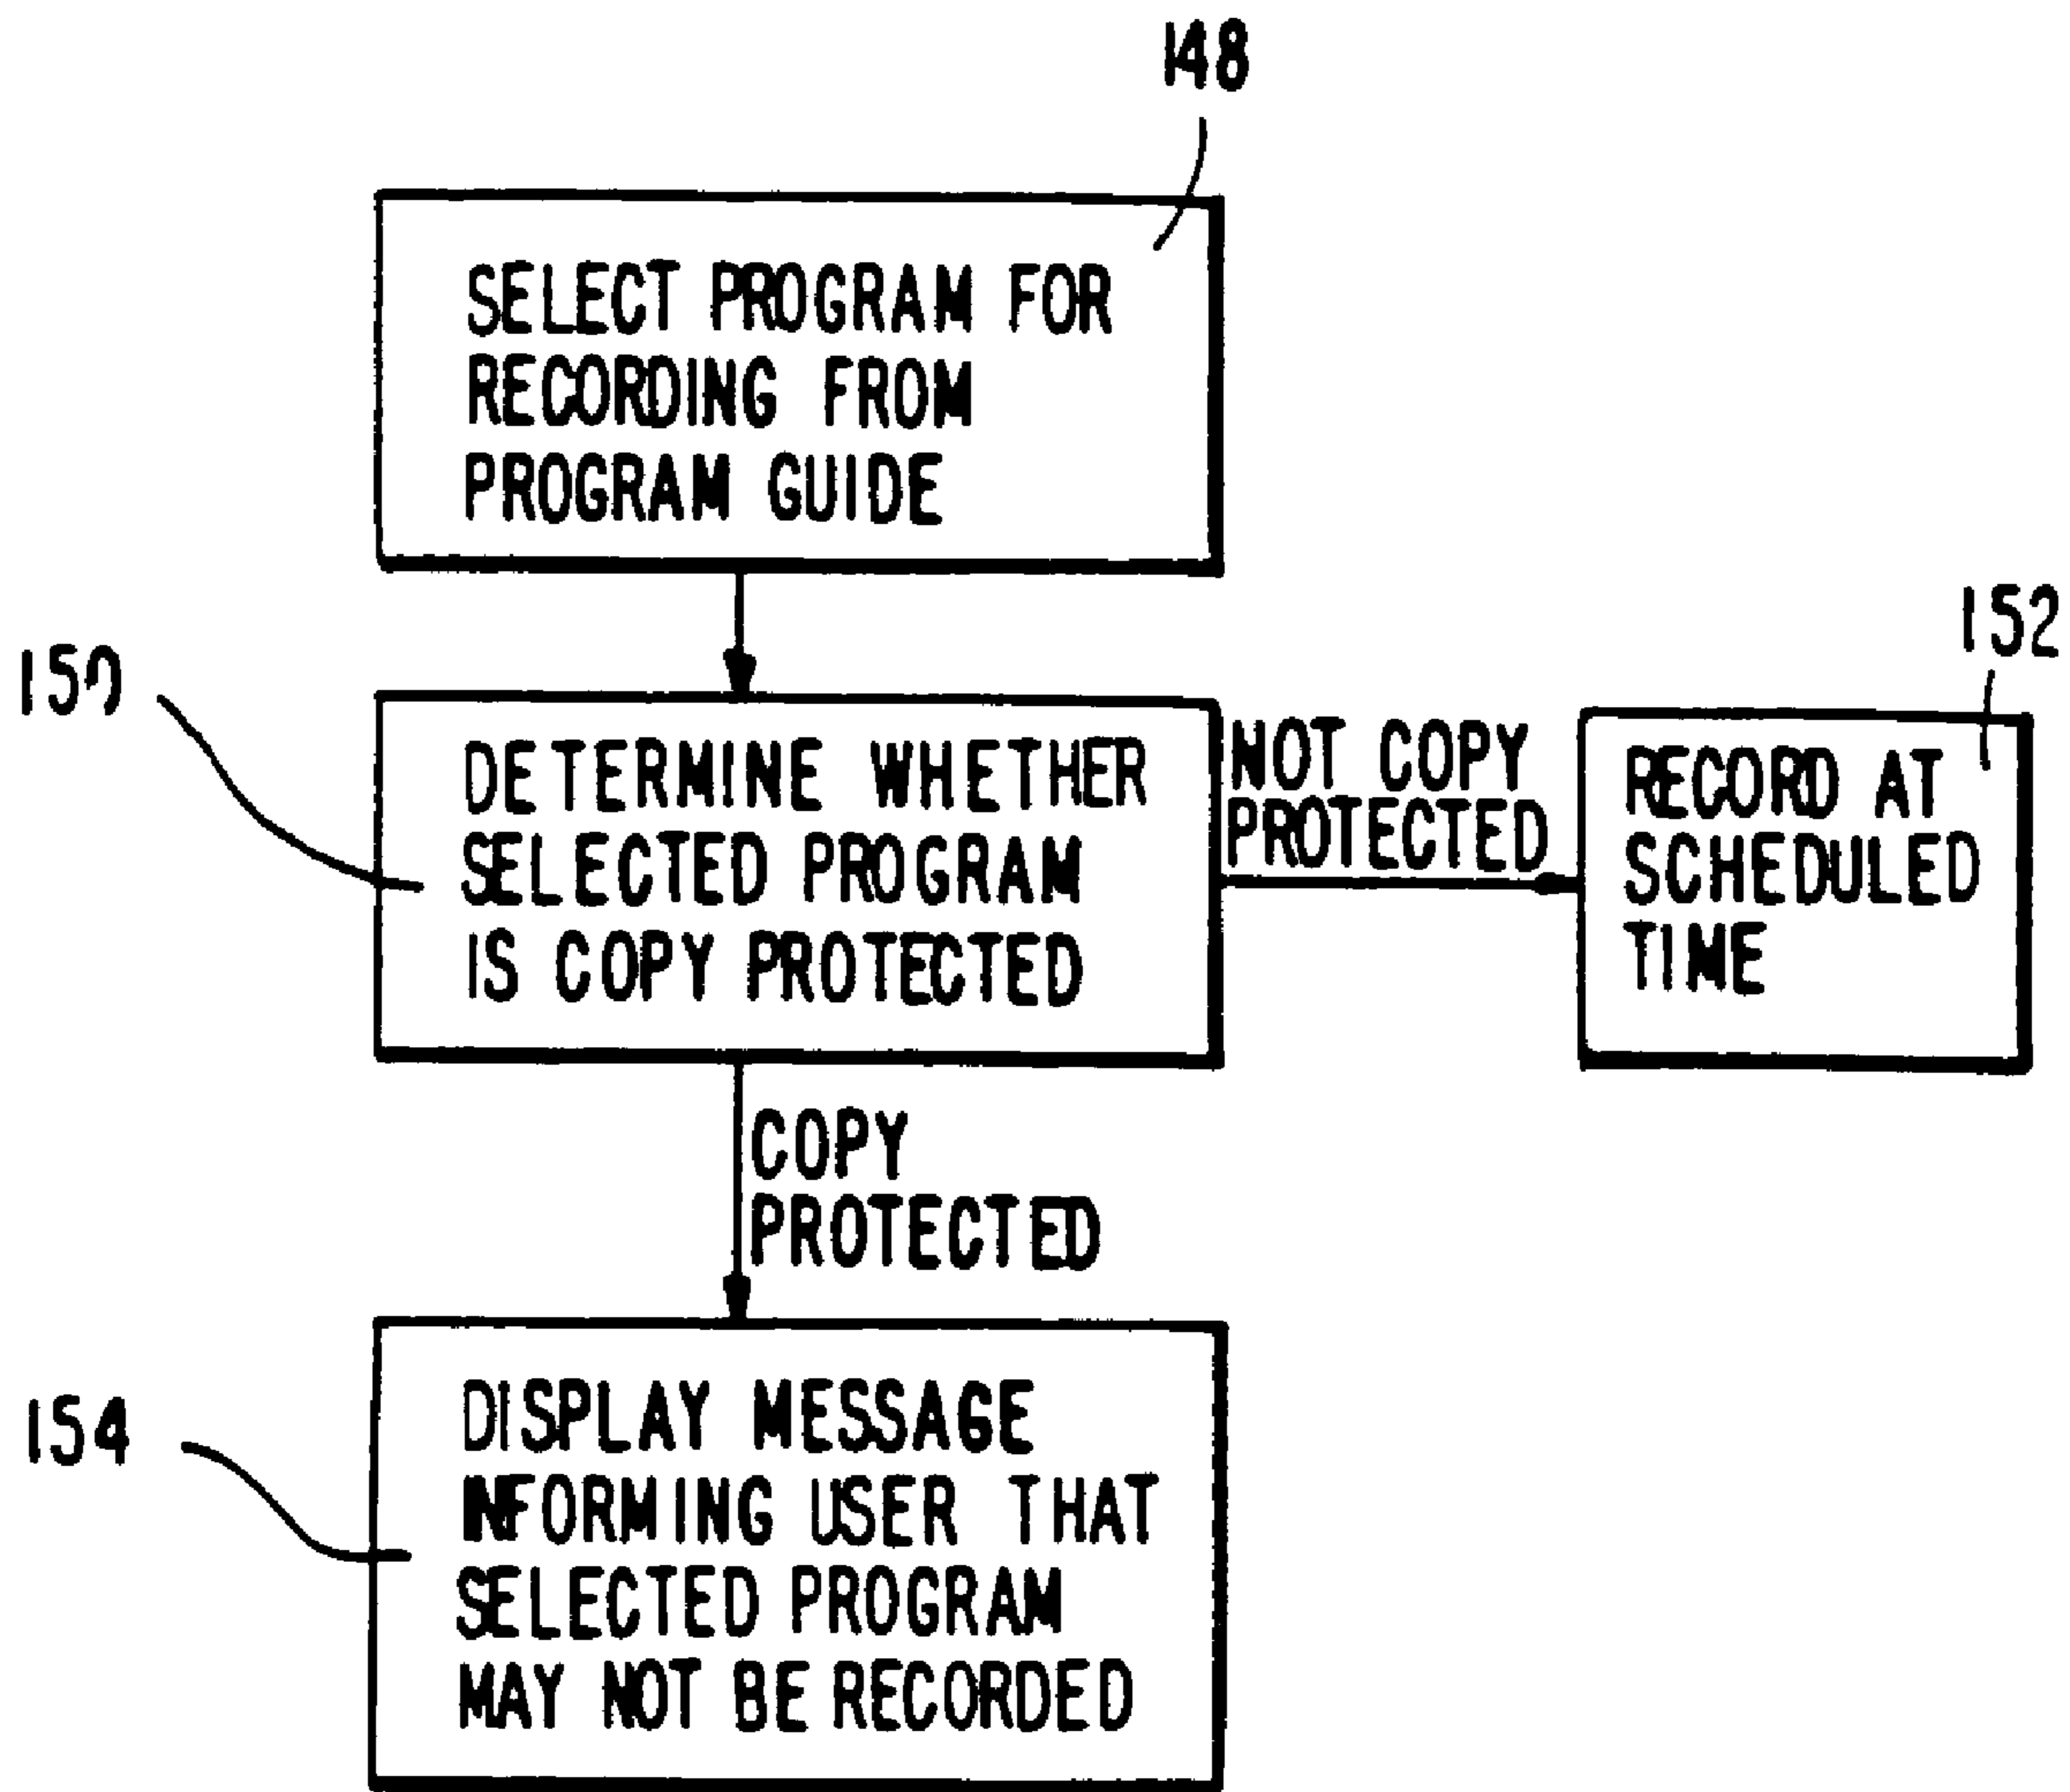 148
SELECT PROGRAM FOR
RECORDING FROM
PROGRAM GUIDE
150
DETERMINE WHETHER
SELECTED PROGRAM
IS COPY PROTECTED
NOT COPY
PROTECTED
152
RECORD AT
SCHEDULED
TIME
COPY
PROTECTED
154
DISPLAY MESSAGE
INFORMING USER THAT
SELECTED PROGRAM
MAY NOT BE RECORDED